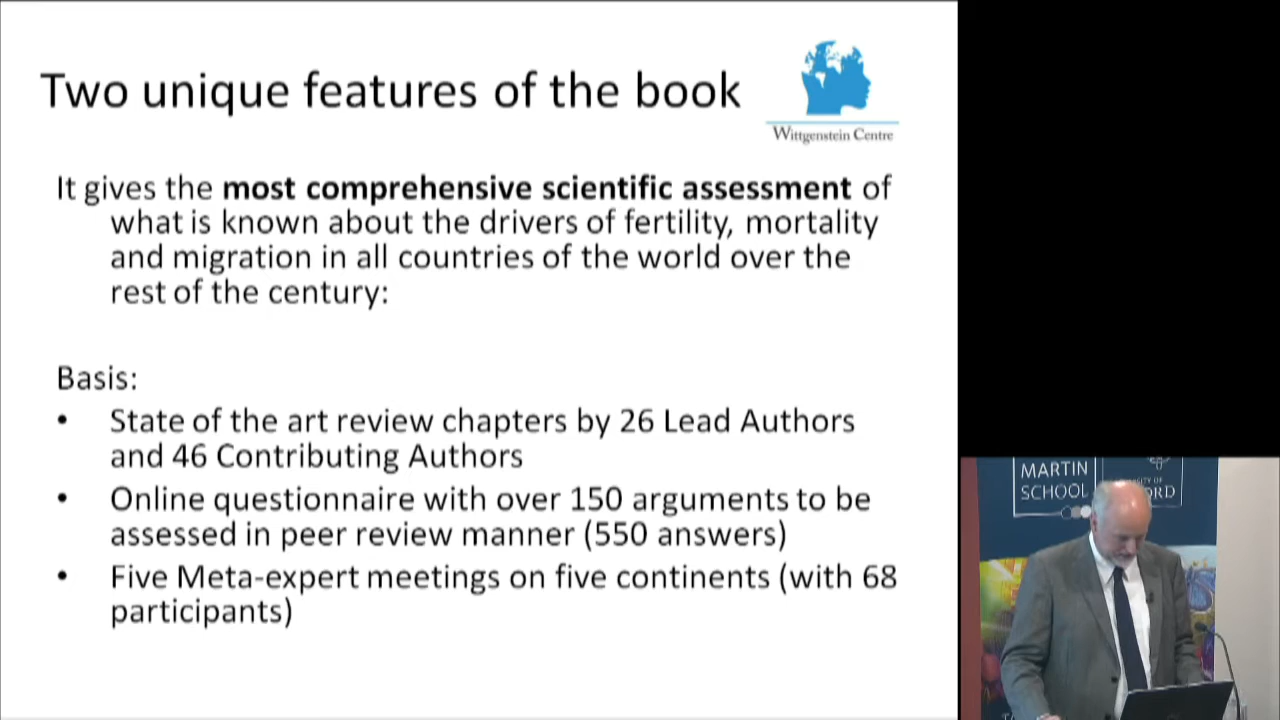 Two unique features of the book
Wittgenstein Centre
It gives the most comprehensive scientific assessment of
what is known about the drivers of fertility, mortality
and migration in all countries of the world over the
rest of the century:
Basis:
• State of the art review chapters by 26 Lead Authors
and 46 Contributing Authors
• Online questionnaire with over 150 arguments to be
assessed in peer review manner (550 answers)
• Five Meta-expert meetings on five continents (with 68
participants)
MARTIN
SCHOOL